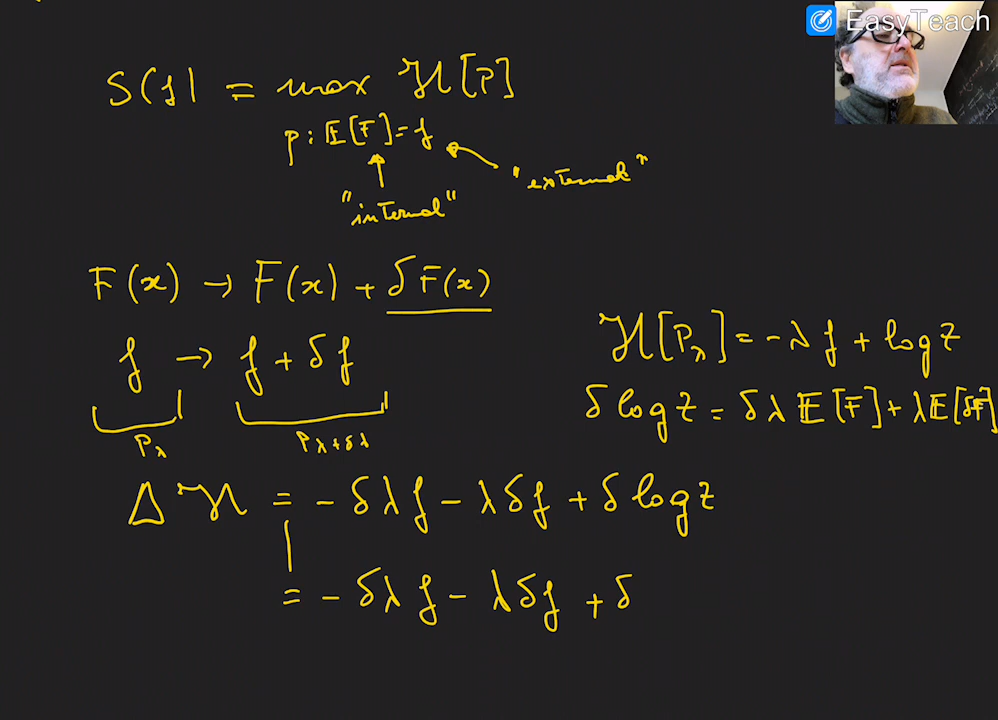 EasyTeach
S(f) = max ℋ[P]
p : 𝔼[F] = f
"internal"
"external"
F(x) → F(x) + δF(x)
f → f + δf
P_λ
P_{λ+δλ}
ℋ[P_λ] = -λf + log Z
δ log Z = δλ 𝔼[F] + λ𝔼[δF]
Δℋ = - δλf - λδf + δ log Z
= - δλf - λδf + δ